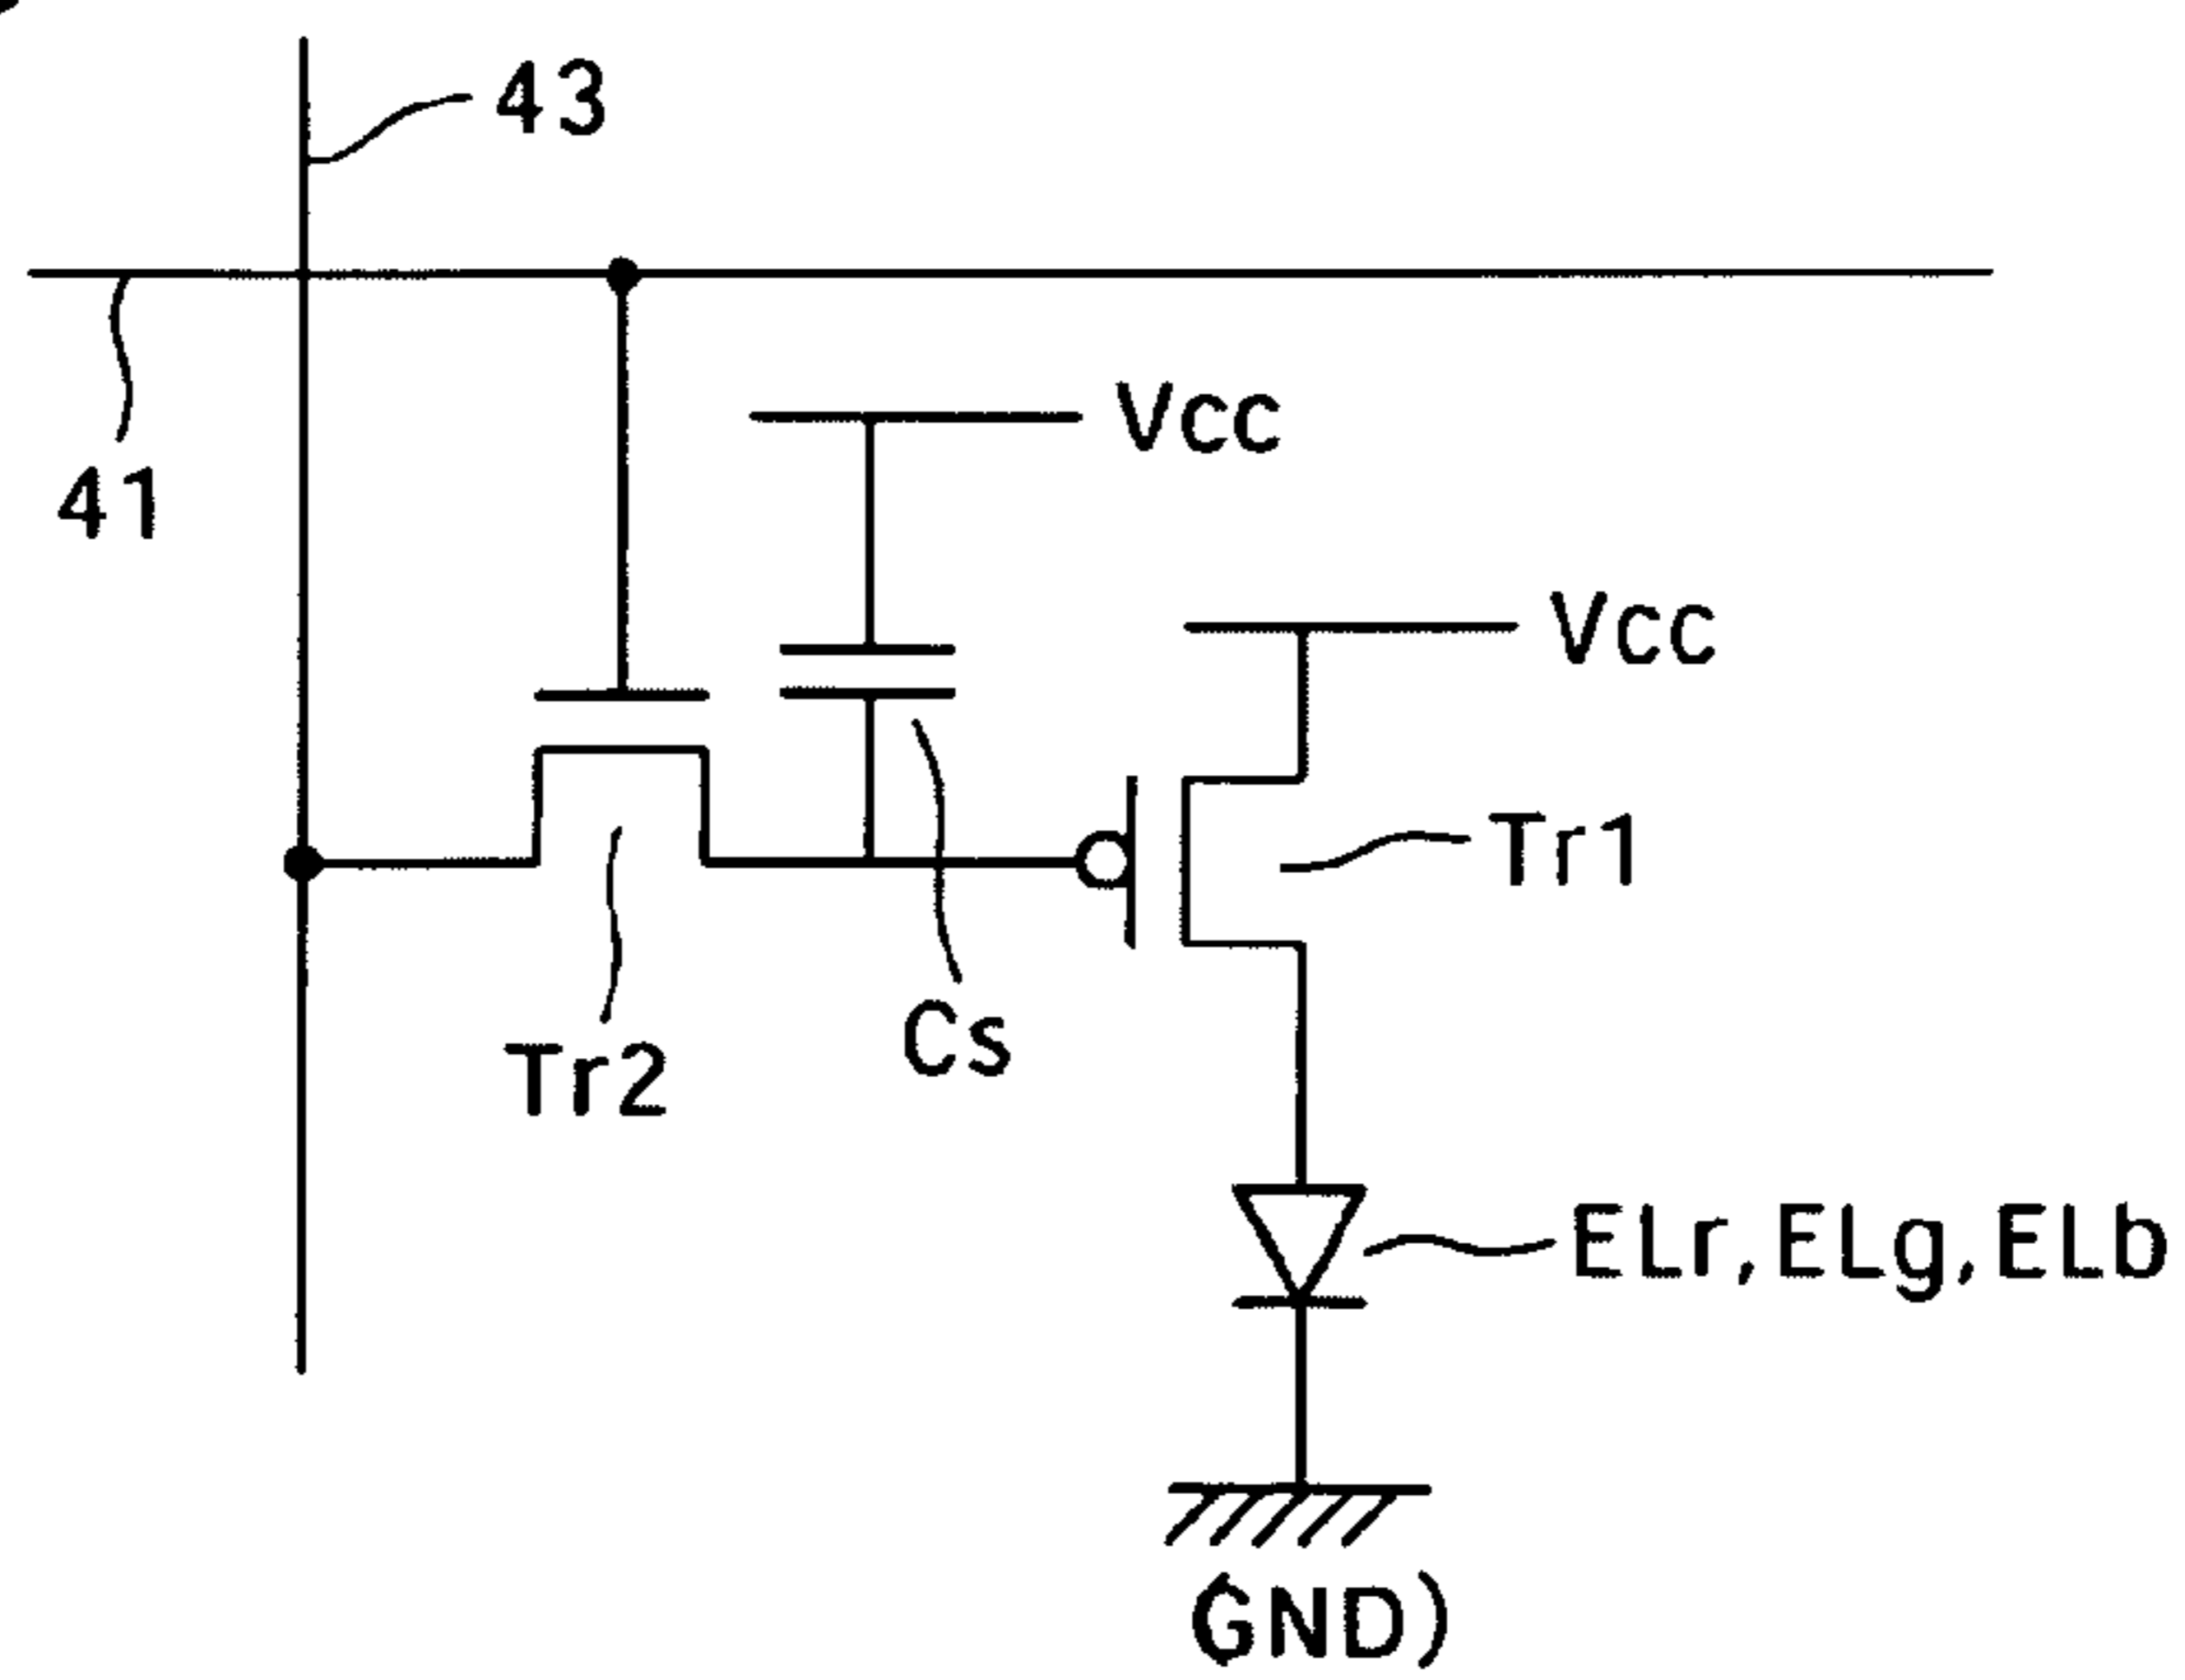 43
41
Vcc
Vcc
Tr1
Cs
Tr2
ELr,ELg,ELb
(GND)